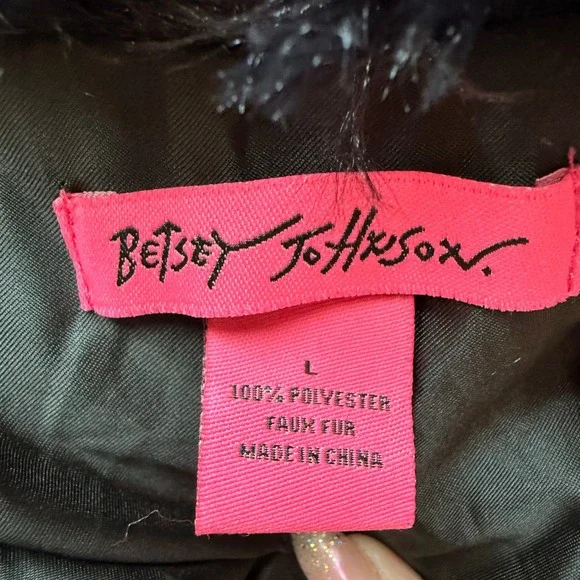 BETSEY JOHNSON.
L
100% POLYESTER
FAUX FUR
MADE IN CHINA